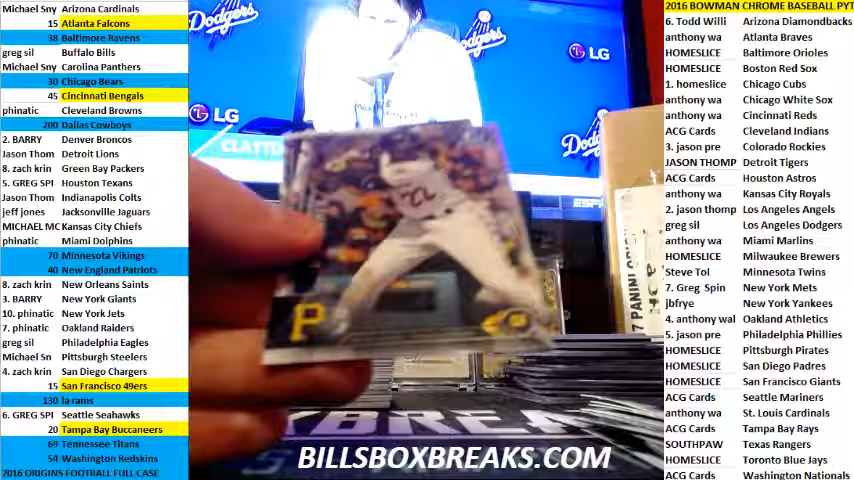 Michael Sny Arizona Cardinals
15 Atlanta Falcons
38 Baltimore Ravens
greg sil Buffalo Bills
Michael Sny Carolina Panthers
30 Chicago Bears
45 Cincinnati Bengals
phinatic Cleveland Browns
200 Dallas Cowboys
2. BARRY Denver Broncos
Jason Thom Detroit Lions
8. zach krin Green Bay Packers
5. GREG SPI Houston Texans
Jason Thom Indianapolis Colts
jeff jones Jacksonville Jaguars
MICHAEL MC Kansas City Chiefs
phinatic Miami Dolphins
70 Minnesota Vikings
40 New England Patriots
8. zach krin New Orleans Saints
3. BARRY New York Giants
10. phinatic New York Jets
7. phinatic Oakland Raiders
greg sil Philadelphia Eagles
Michael Sn Pittsburgh Steelers
4. zach krin San Diego Chargers
15 San Francisco 49ers
130 la rams
6. GREG SPI Seattle Seahawks
20 Tampa Bay Buccaneers
69 Tennessee Titans
54 Washington Redskins
2016 ORIGINS FOOTBALL FULL CASE
Dodgers
Dodgers
LG
LG
CLAYTO
22
P
7 PANINI ORIGI
BREA
BILLSBOXBREAKS.COM
2016 BOWMAN CHROME BASEBALL PYT
6. Todd Willi Arizona Diamondbacks
anthony wa Atlanta Braves
HOMESLICE Baltimore Orioles
HOMESLICE Boston Red Sox
1. homeslice Chicago Cubs
anthony wa Chicago White Sox
anthony wa Cincinnati Reds
ACG Cards Cleveland Indians
3. jason pre Colorado Rockies
JASON THOMP Detroit Tigers
ACG Cards Houston Astros
anthony wa Kansas City Royals
2. jason thomp Los Angeles Angels
greg sil Los Angeles Dodgers
anthony wa Miami Marlins
HOMESLICE Milwaukee Brewers
Steve Tol Minnesota Twins
7. Greg Spin New York Mets
jbfrye New York Yankees
4. anthony wal Oakland Athletics
5. jason pre Philadelphia Phillies
HOMESLICE Pittsburgh Pirates
HOMESLICE San Diego Padres
HOMESLICE San Francisco Giants
ACG Cards Seattle Mariners
anthony wa St. Louis Cardinals
ACG Cards Tampa Bay Rays
SOUTHPAW Texas Rangers
HOMESLICE Toronto Blue Jays
ACG Cards Washington Nationals